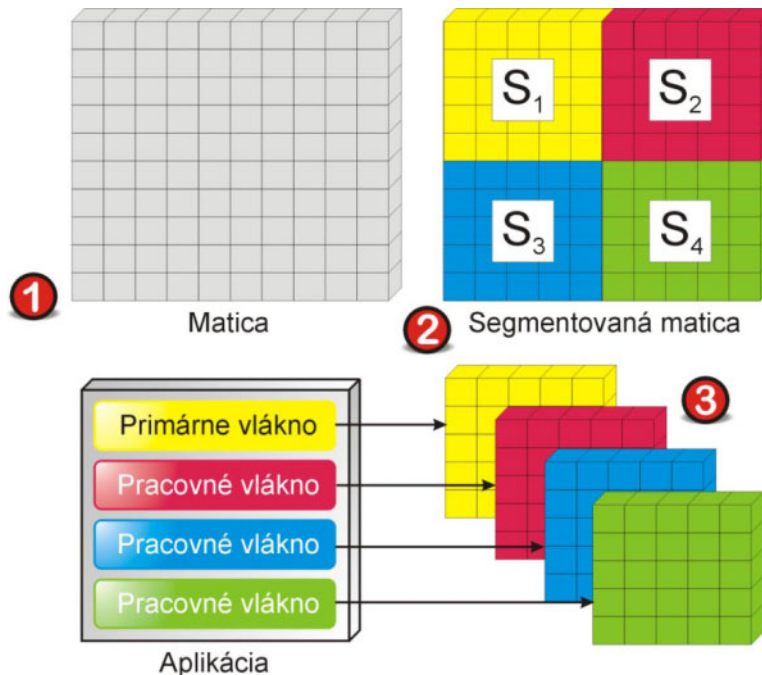 S1
S2
S3
S4
1
Matica
2
Segmentovaná matica
3
Primárne vlákno
Pracovné vlákno
Pracovné vlákno
Pracovné vlákno
Aplikácia